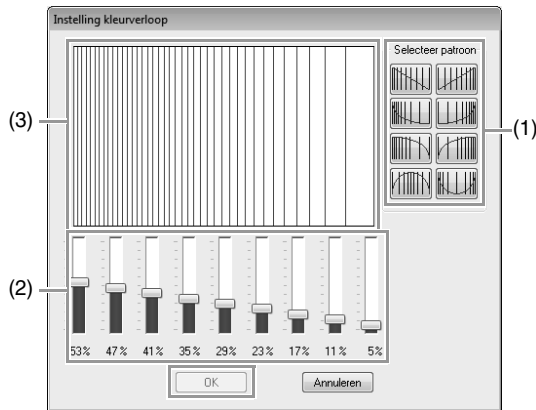 Instelling kleurverloop
Selecteer patroon
(3)
(1)
(2)
53% 47% 41% 35% 29% 23% 17% 11% 5%
OK
Annuleren